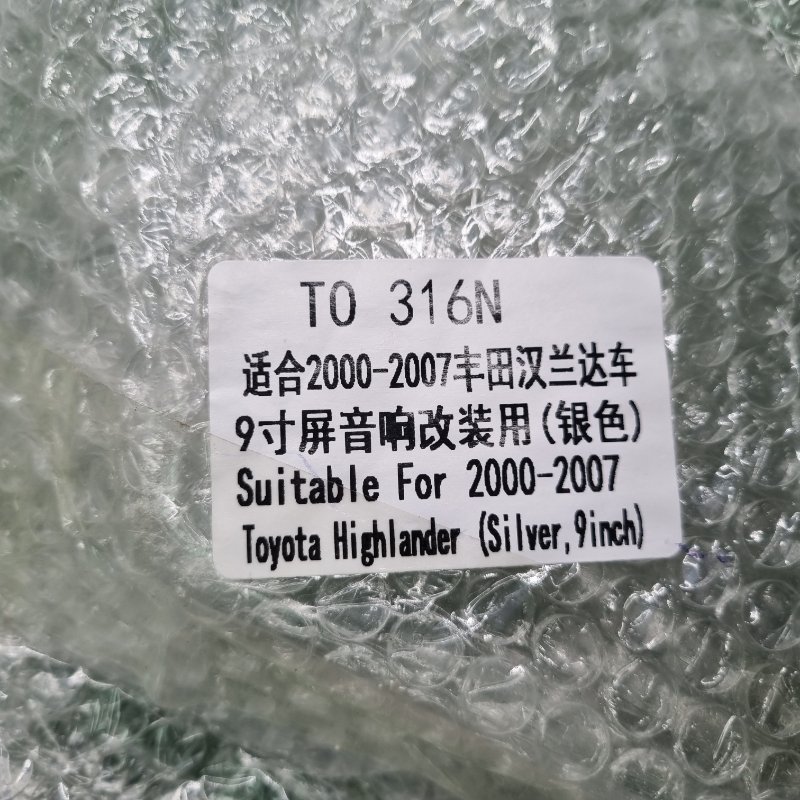 TO 316N
适合2000-2007丰田汉兰达车
9寸屏音响改装用(银色)
Suitable For 2000-2007
Toyota Highlander (Silver,9inch)